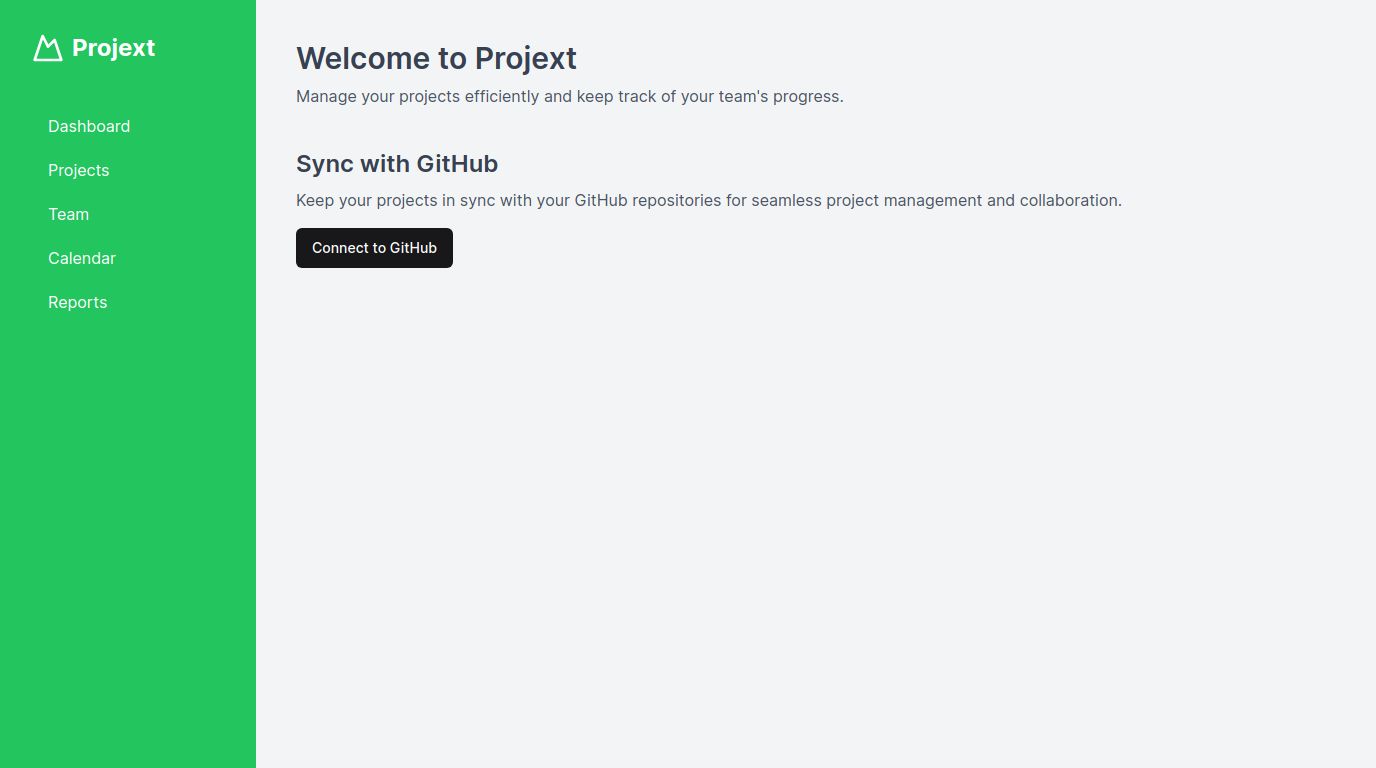 Projext
Dashboard
Projects
Team
Calendar
Reports
Welcome to Projext
Manage your projects efficiently and keep track of your team's progress.
Sync with GitHub
Keep your projects in sync with your GitHub repositories for seamless project management and collaboration.
Connect to GitHub